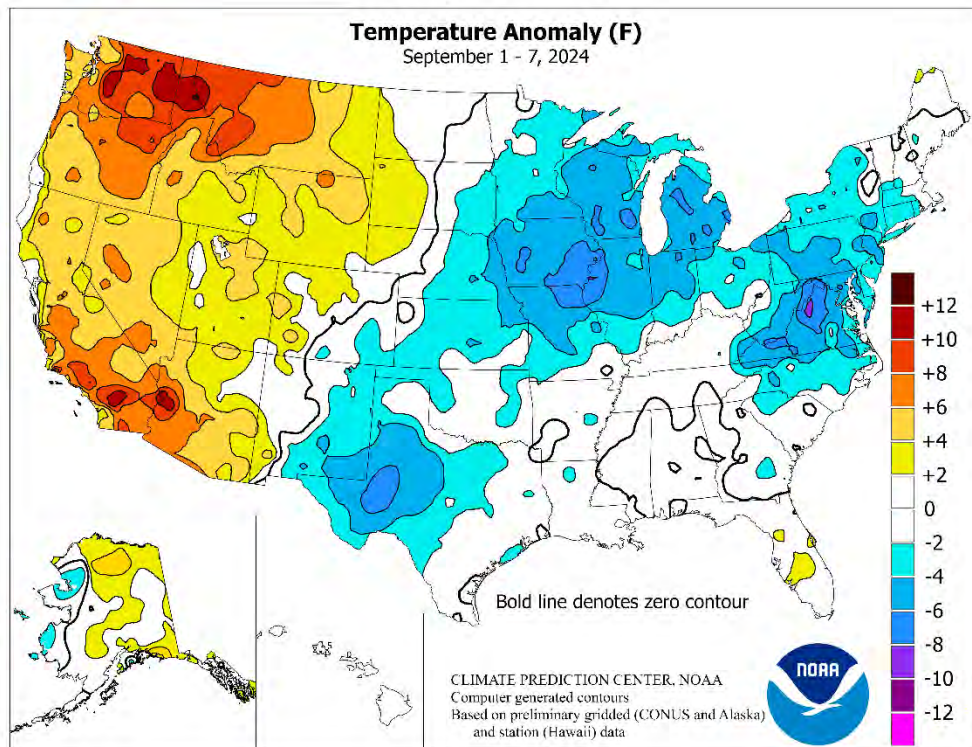 Temperature Anomaly (F)
September 1 - 7, 2024
+12
+10
+8
+6
+4
+2
0
-2
-4
-6
-8
-10
-12
Bold line denotes zero contour
CLIMATE PREDICTION CENTER, NOAA
Computer generated contours
Based on preliminary gridded (CONUS and Alaska)
and station (Hawaii) data
NOAA